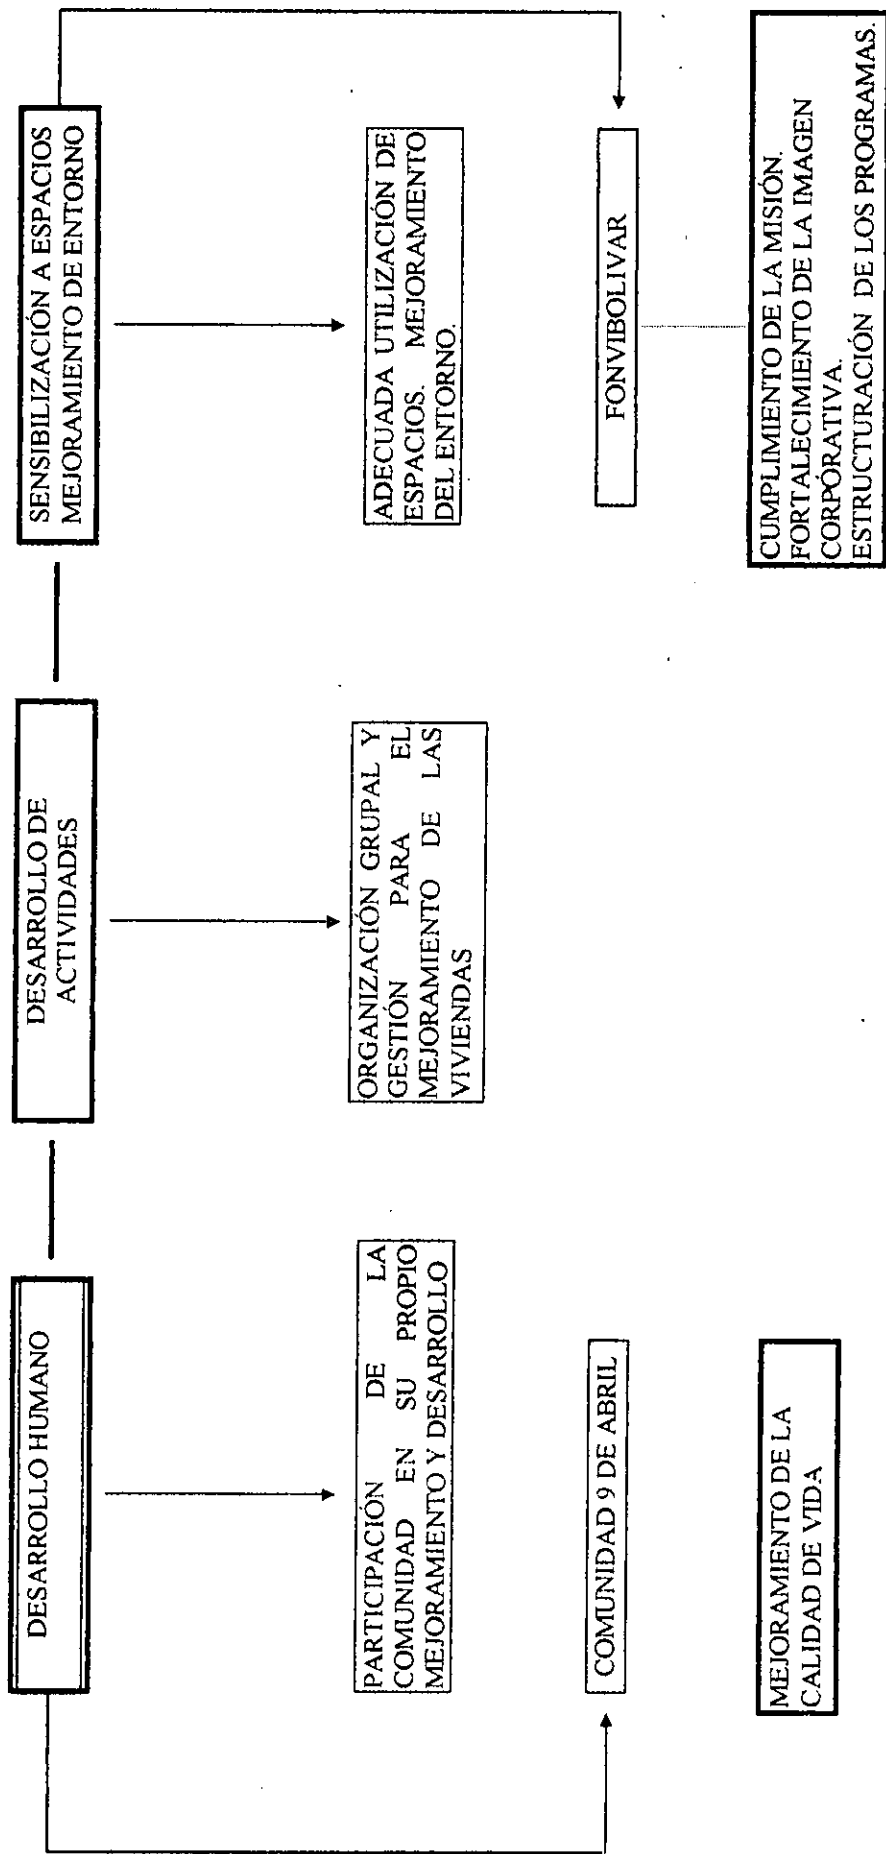 DESARROLLO HUMANO
DESARROLLO DE
ACTIVIDADES
SENSIBILIZACIÓN A ESPACIOS
MEJORAMIENTO DE ENTORNO
PARTICIPACIÓN DE LA
COMUNIDAD EN SU PROPIO
MEJORAMIENTO Y DESARROLLO
ORGANIZACIÓN GRUPAL Y
GESTIÓN PARA EL
MEJORAMIENTO DE LAS
VIVIENDAS
ADECUADA UTILIZACIÓN DE
ESPACIOS. MEJORAMIENTO
DEL ENTORNO.
COMUNIDAD 9 DE ABRIL
FONVIBOLIVAR
MEJORAMIENTO DE LA
CALIDAD DE VIDA
CUMPLIMIENTO DE LA MISIÓN.
FORTALECIMIENTO DE LA IMAGEN
CORPÓRATIVA.
ESTRUCTURACIÓN DE LOS PROGRAMAS.